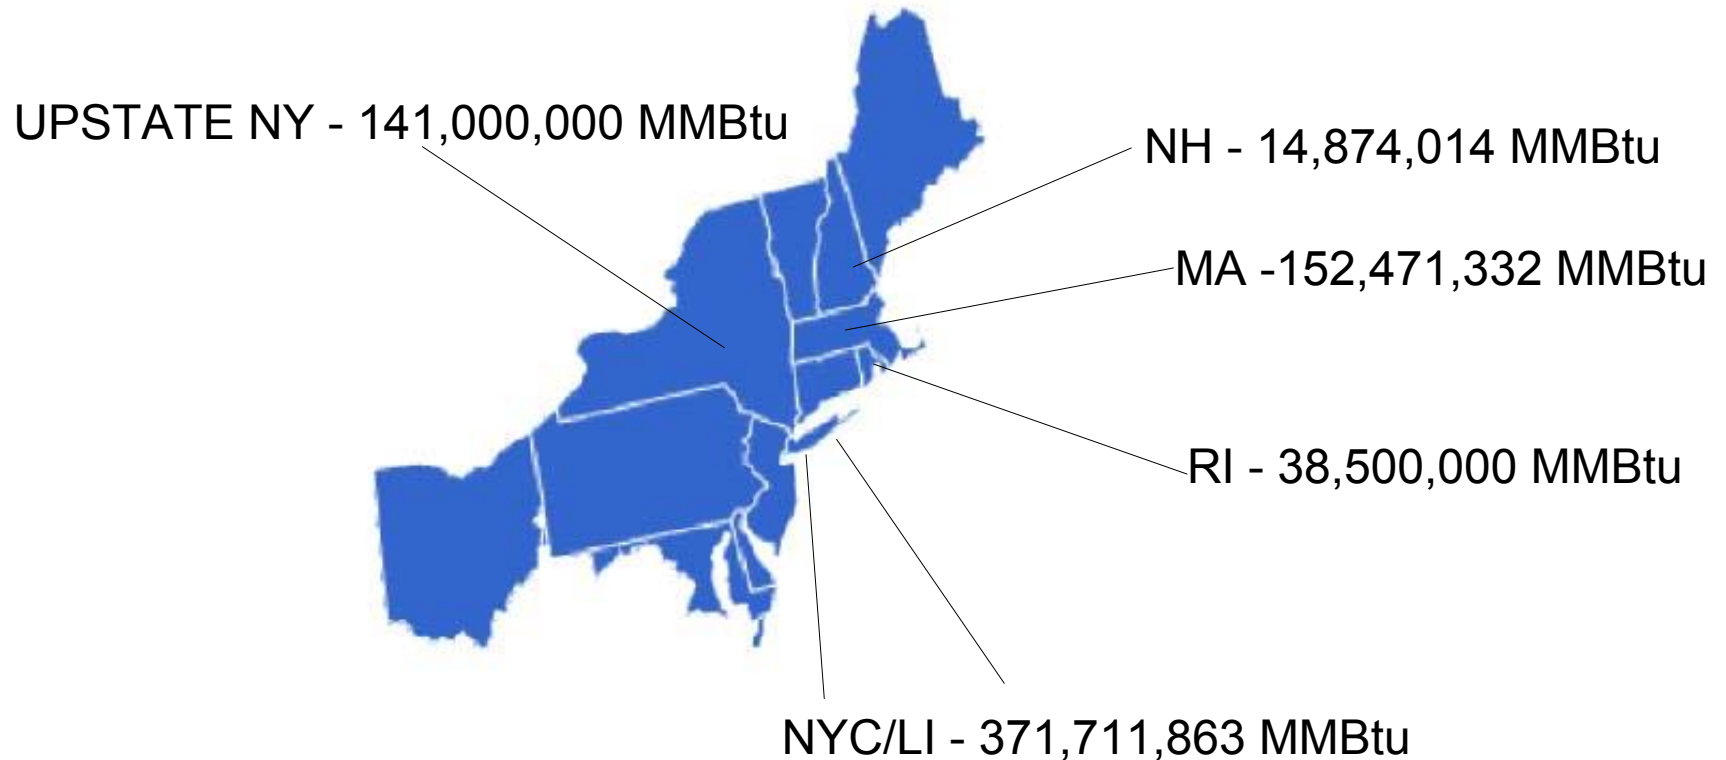 UPSTATE NY - 141,000,000 MMBtu
NH - 14,874,014 MMBtu
MA -152,471,332 MMBtu
RI - 38,500,000 MMBtu
NYC/LI - 371,711,863 MMBtu